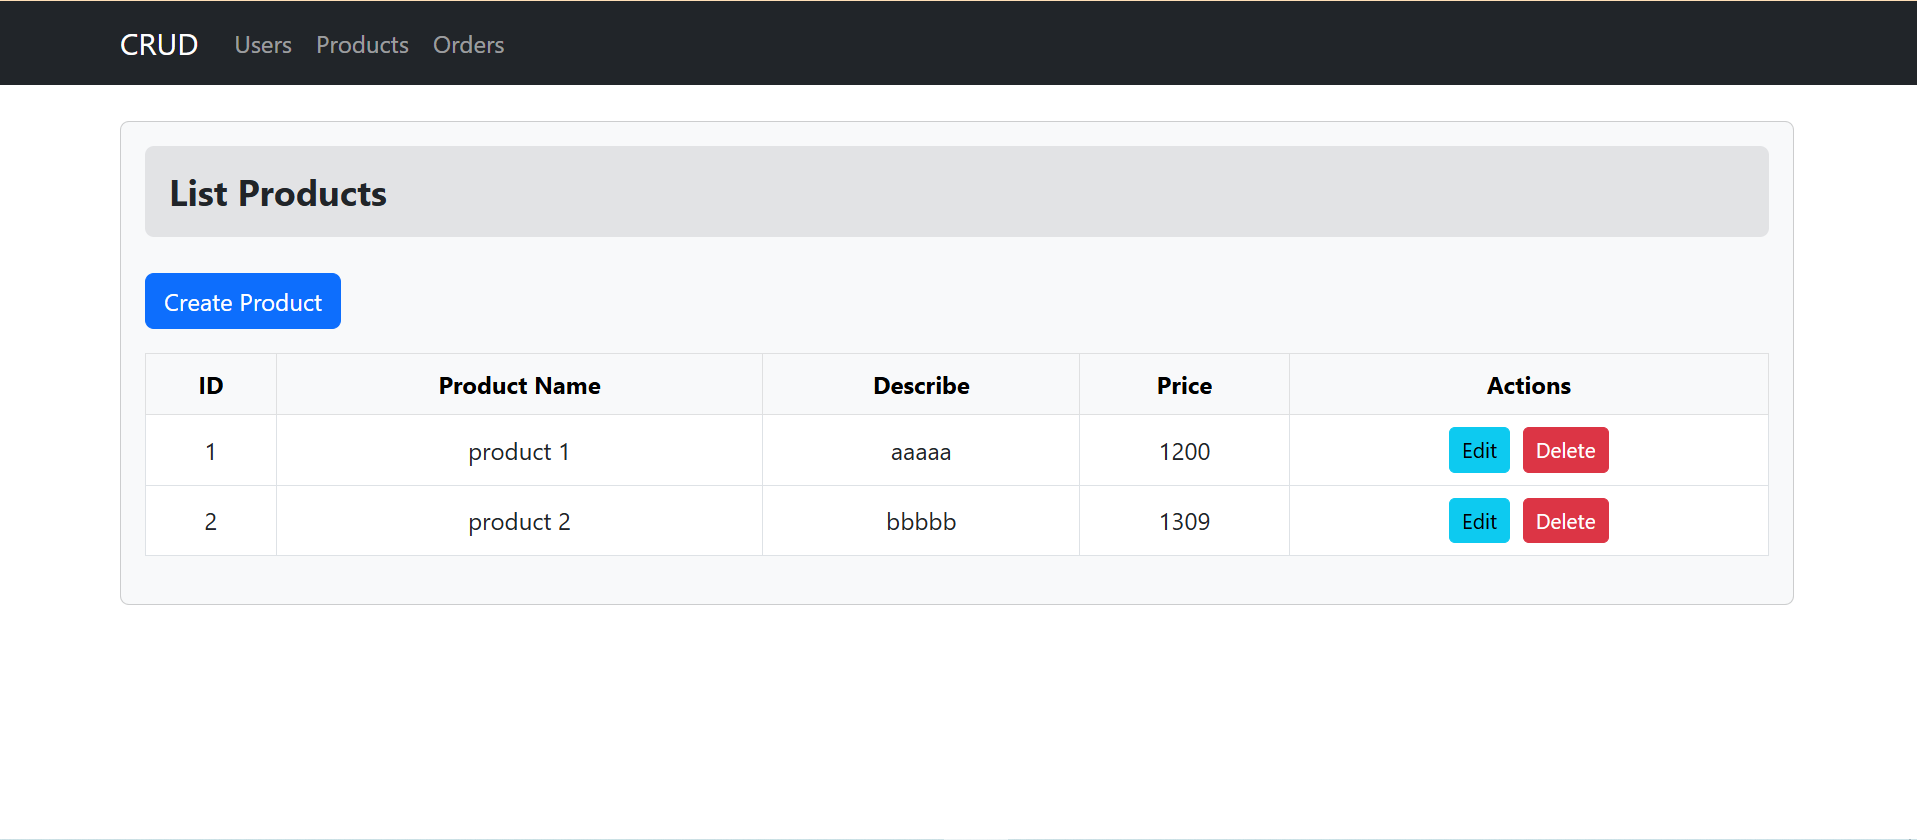 CRUD Users Products Orders
List Products
Create Product
ID Product Name Describe Price Actions
1 product 1 aaaaa 1200 Edit Delete
2 product 2 bbbbb 1309 Edit Delete